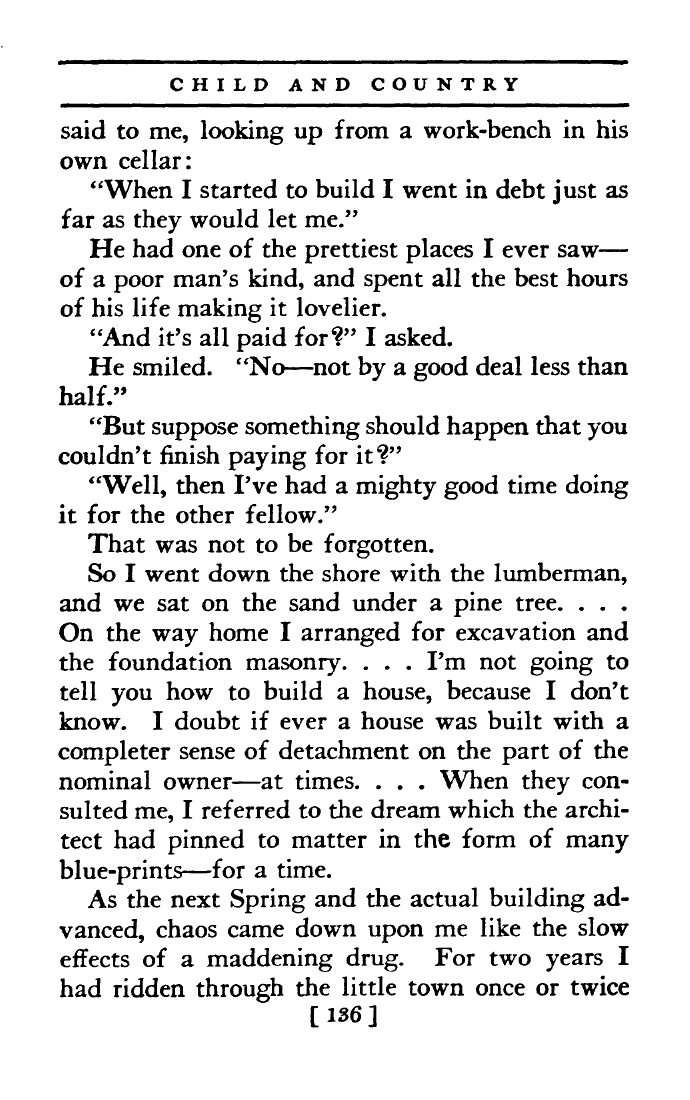 CHILD AND COUNTRY
said to me, looking up from a work-bench in his
own cellar:
“When I started to build I went in debt just as
far as they would let me.”
He had one of the prettiest places I ever saw—
of a poor man's kind, and spent all the best hours
of his life making it lovelier.
“And it's all paid for?” I asked.
He smiled. “No—not by a good deal less than
half.”
“But suppose something should happen that you
couldn't finish paying for it?”
“Well, then I've had a mighty good time doing
it for the other fellow.”
That was not to be forgotten.
So I went down the shore with the lumberman,
and we sat on the sand under a pine tree. . . .
On the way home I arranged for excavation and
the foundation masonry. . . . I'm not going to
tell you how to build a house, because I don't
know. I doubt if ever a house was built with a
completer sense of detachment on the part of the
nominal owner—at times. . . . When they con-
sulted me, I referred to the dream which the archi-
tect had pinned to matter in the form of many
blue-prints—for a time.
As the next Spring and the actual building ad-
vanced, chaos came down upon me like the slow
effects of a maddening drug. For two years I
had ridden through the little town once or twice
[ 136 ]